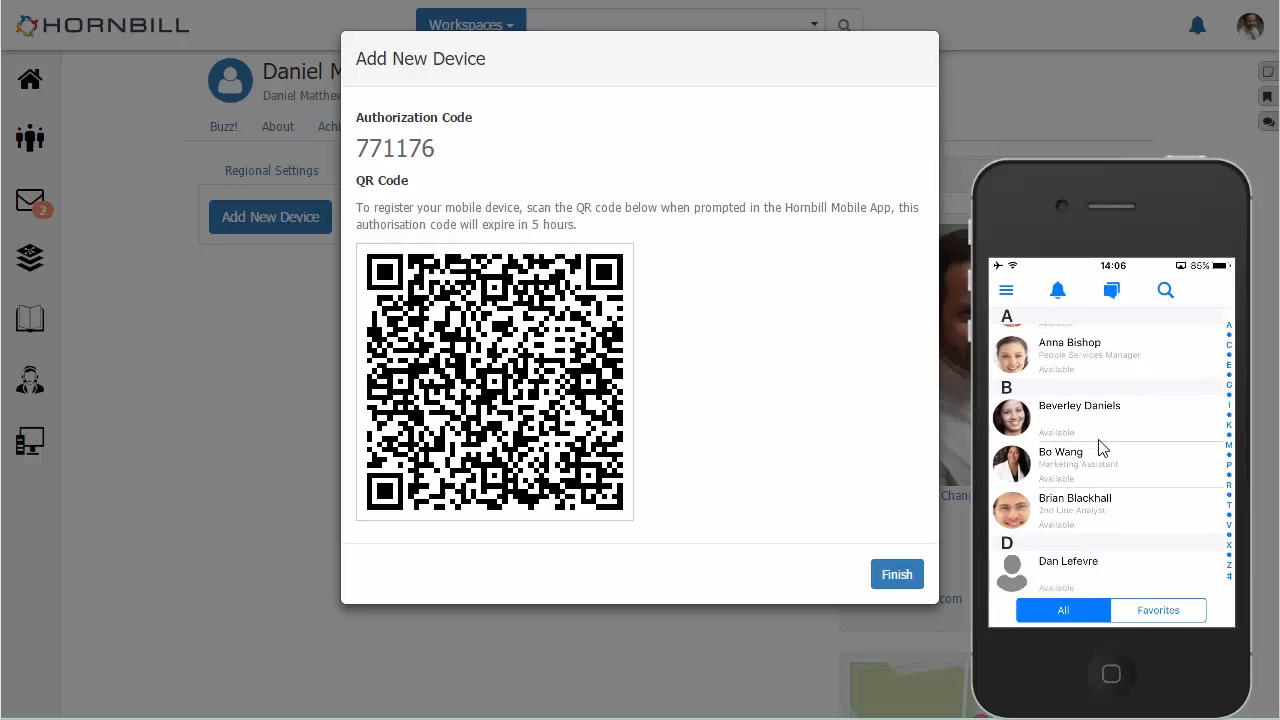 HORNBILL
Workspaces
Add New Device
Daniel M
Daniel Matthew
Buzz!
About
Achi
Regional Settings
Add New Device
2
Authorization Code
771176
QR Code
To register your mobile device, scan the QR code below when prompted in the Hornbill Mobile App, this
authorisation code will expire in 5 hours.
Finish
Chang
.com
14:06
85%
A
Available
Anna Bishop
People Services Manager
Available
B
Beverley Daniels
Available
Bo Wang
Marketing Assistant
Available
Brian Blackhall
2nd Line Analyst
Available
D
Dan Lefevre
Available
A
C
E
G
I
K
M
P
R
T
V
X
Z
#
All
Favorites